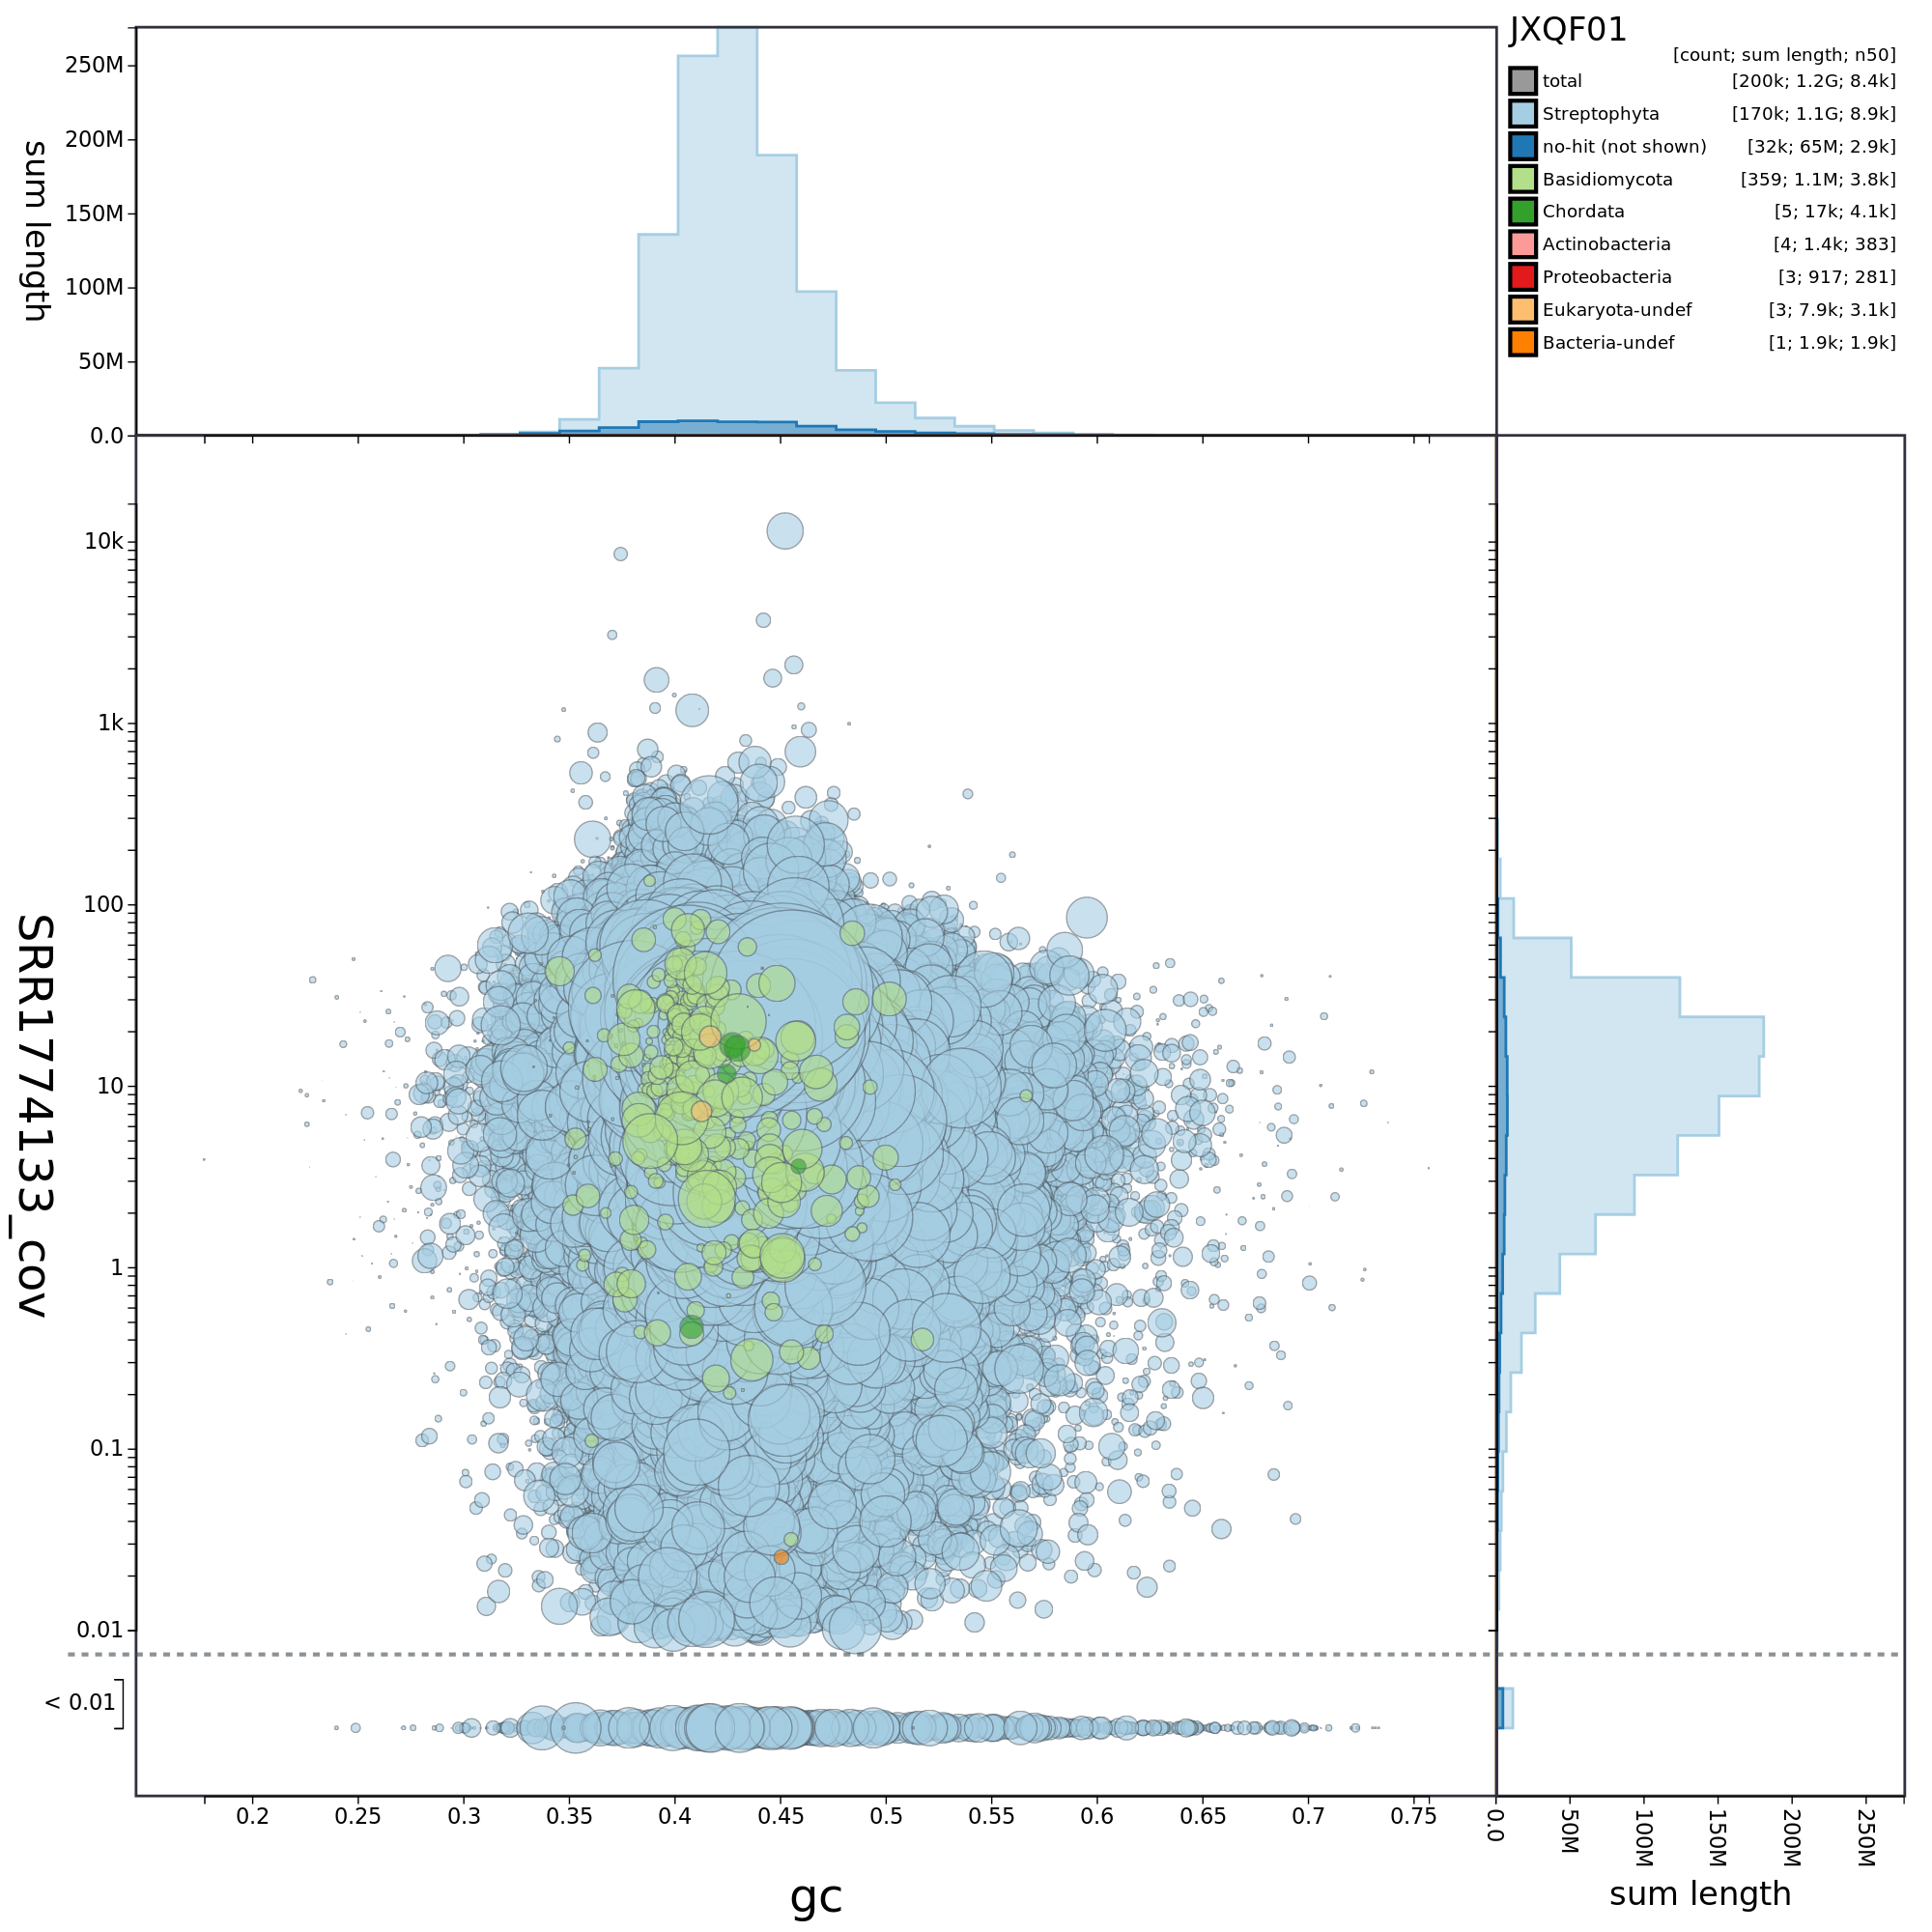 JXQF01
[count; sum length; n50]
total [200k; 1.2G; 8.4k]
Streptophyta [170k; 1.1G; 8.9k]
no-hit (not shown) [32k; 65M; 2.9k]
Basidiomycota [359; 1.1M; 3.8k]
Chordata [5; 17k; 4.1k]
Actinobacteria [4; 1.4k; 383]
Proteobacteria [3; 917; 281]
Eukaryota-undef [3; 7.9k; 3.1k]
Bacteria-undef [1; 1.9k; 1.9k]
sum length
250M
200M
150M
100M
50M
0.0
SRR1774133_cov
10k
1k
100
10
1
0.1
0.01
< 0.01
0.2 0.25 0.3 0.35 0.4 0.45 0.5 0.55 0.6 0.65 0.7 0.75
gc
0.0 50M 100M 150M 200M 250M
sum length